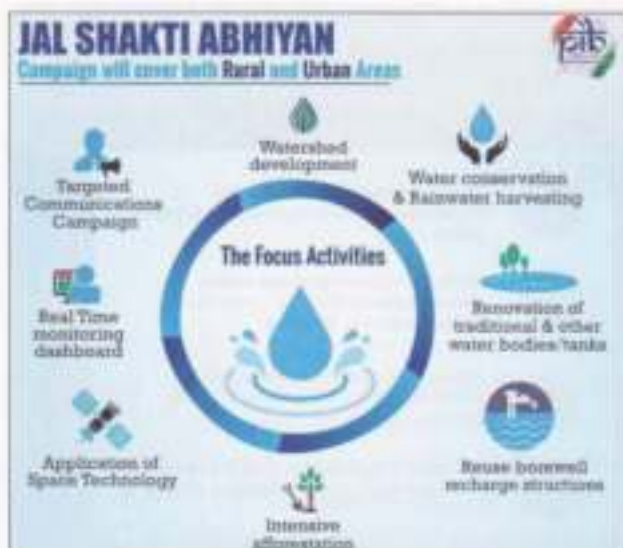 JAL SHAKTI ABHIYAN
Campaign will cover both Rural and Urban Areas
pib
Watershed
development
Water conservation
& Rainwater harvesting
Renovation of
traditional & other
water bodies/tanks
Reuse borewell
recharge structures
Intensive
afforestation
Application of
Space Technology
Real Time
monitoring
dashboard
Targeted
Communications
Campaign
The Focus Activities